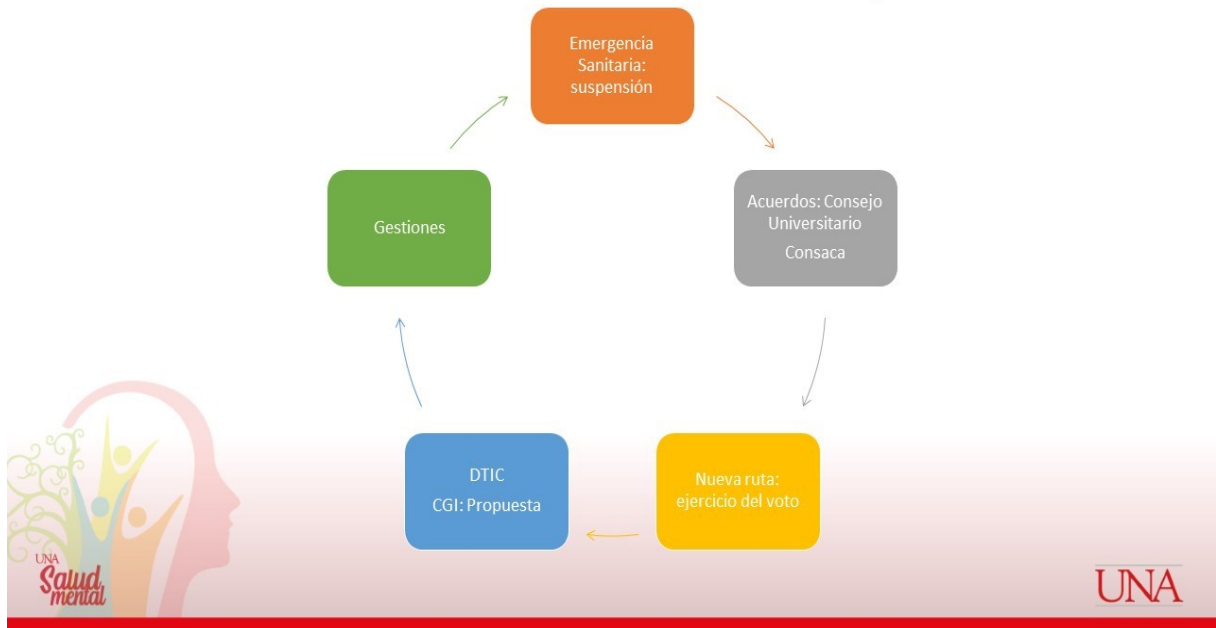 Emergencia
Sanitaria:
suspensión
Acuerdos: Consejo
Universitario
Consaca
Nueva ruta:
ejercicio del voto
DTIC
CGI: Propuesta
Gestiones
UNA
Salud
mental
UNA